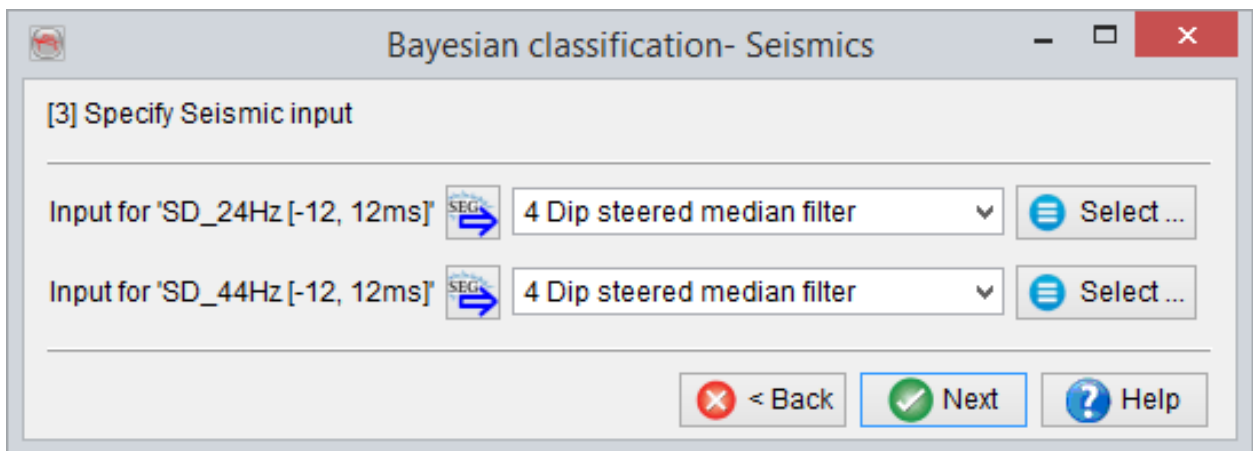 Bayesian classification- Seismics
[3] Specify Seismic input
Input for 'SD_24Hz [-12, 12ms]' SEG 4 Dip steered median filter Select ...
Input for 'SD_44Hz [-12, 12ms]' SEG 4 Dip steered median filter Select ...
< Back Next Help